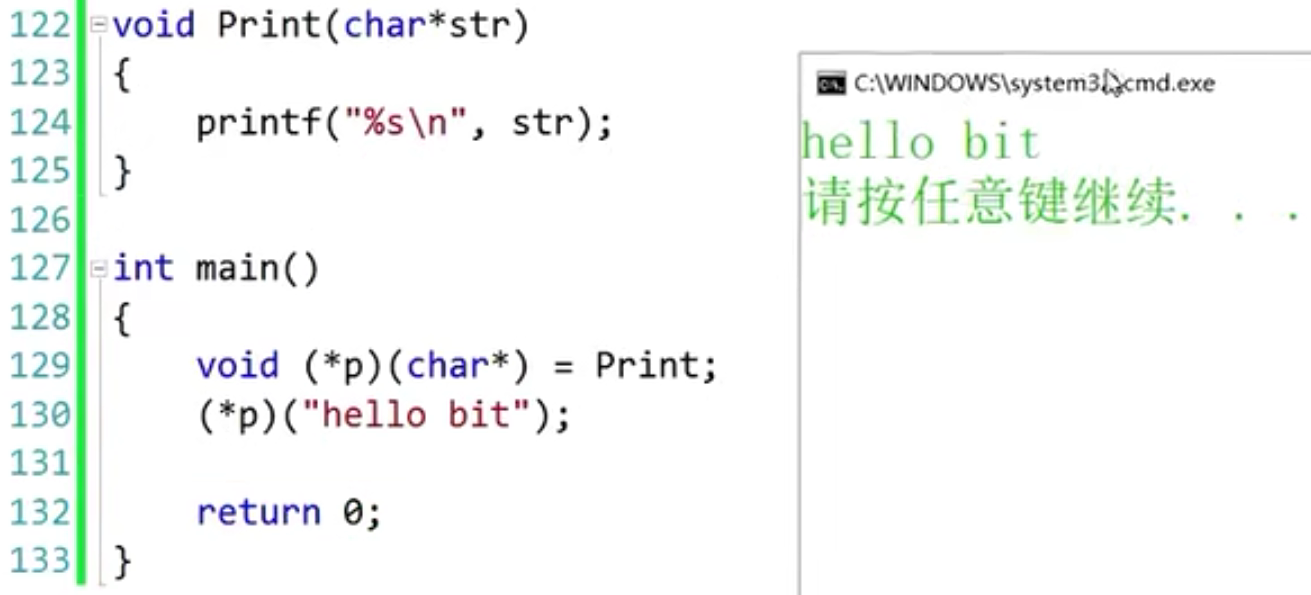 122 void Print(char*str)
123 {
124 printf("%s\n", str);
125 }
126
127 int main()
128 {
129 void (*p)(char*) = Print;
130 (*p)("hello bit");
131
132 return 0;
133 }
C:\WINDOWS\system3 cmd.exe
hello bit
请按任意键继续. . .